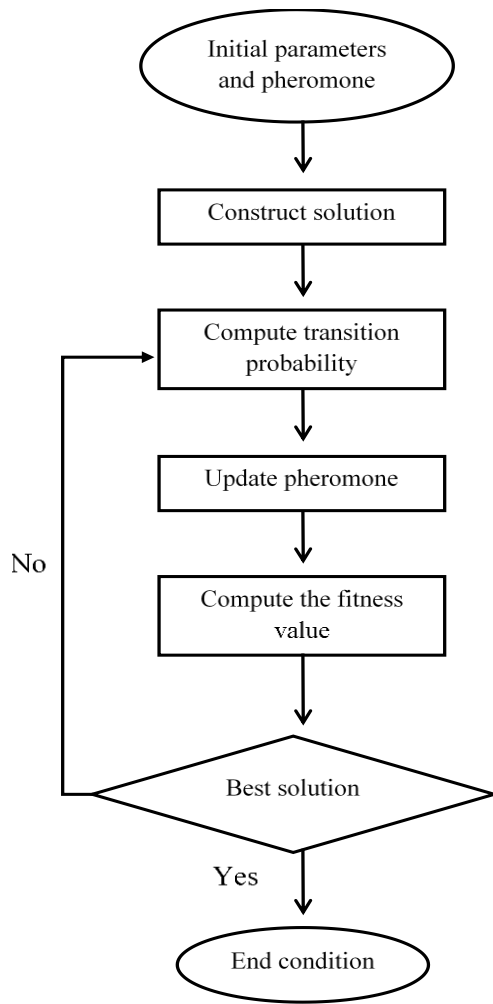 Initial parameters
and pheromone
Construct solution
Compute transition
probability
Update pheromone
No
Compute the fitness
value
Best solution
Yes
End condition